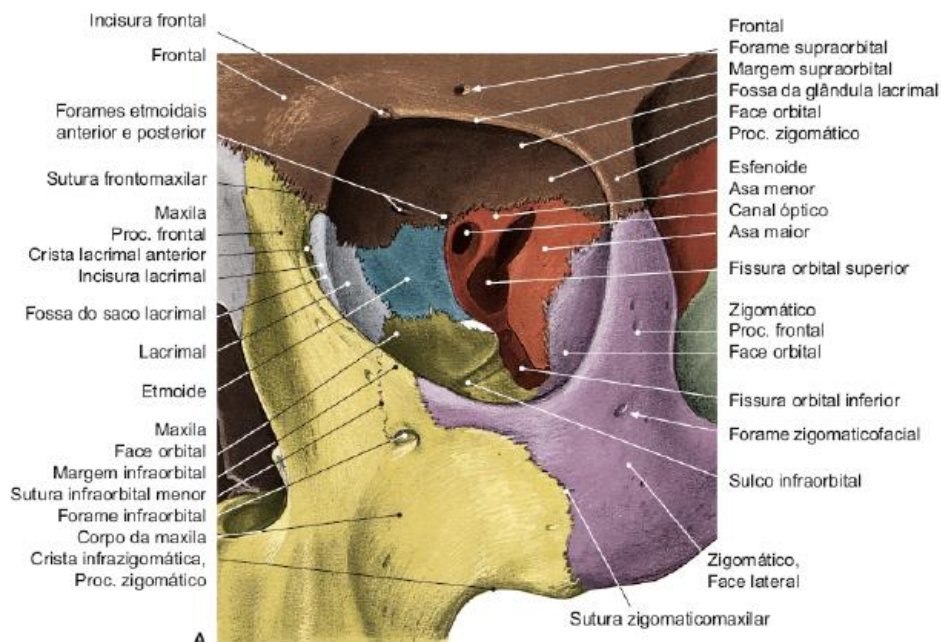 Incisura frontal
Frontal
Forames etmoidais
anterior e posterior
Sutura frontomaxilar
Maxila
Proc. frontal
Crista lacrimal anterior
Incisura lacrimal
Fossa do saco lacrimal
Lacrimal
Etmoide
Maxila
Face orbital
Margem infraorbital
Sutura infraorbital menor
Forame infraorbital
Corpo da maxila
Crista infrazigomática,
Proc. zigomático
A
Frontal
Forame supraorbital
Margem supraorbital
Fossa da glândula lacrimal
Face orbital
Proc. zigomático
Esfenoide
Asa menor
Canal óptico
Asa maior
Fissura orbital superior
Zigomático
Proc. frontal
Face orbital
Fissura orbital inferior
Forame zigomaticofacial
Sulco infraorbital
Zigomático,
Face lateral
Sutura zigomaticomaxilar